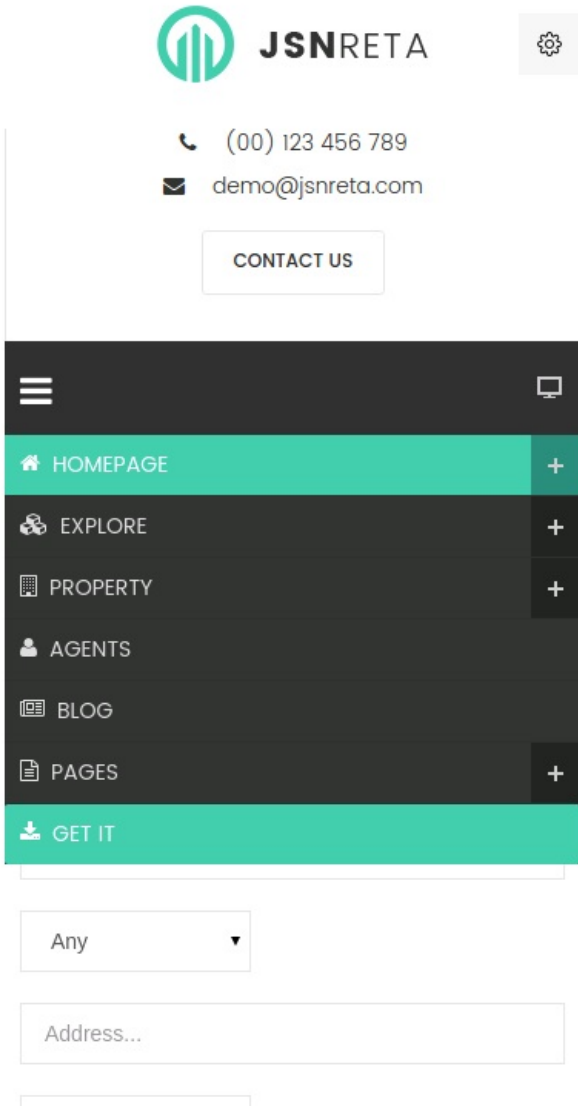 JSNRETA
(00) 123 456 789
demo@jsnreta.com
CONTACT US
HOMEPAGE +
EXPLORE +
PROPERTY +
AGENTS
BLOG
PAGES +
GET IT
Any
Address...